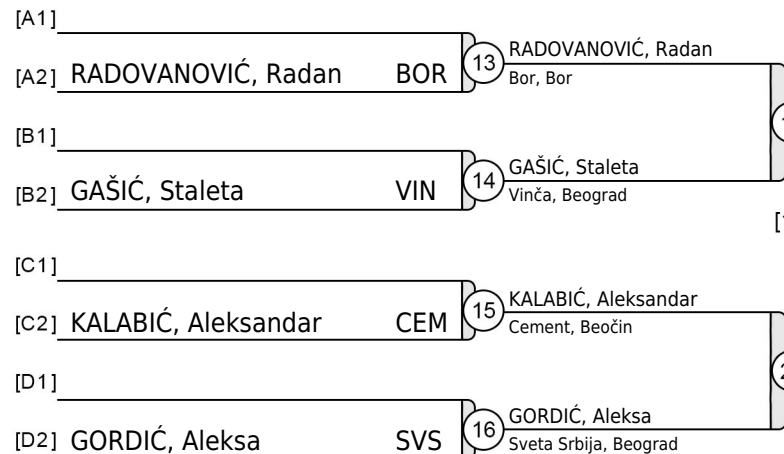 [A1]
[A2] RADOVANOVIĆ, Radan BOR
13
RADOVANOVIĆ, Radan
Bor, Bor
[B1]
[B2] GAŠIĆ, Staleta VIN
14
GAŠIĆ, Staleta
Vinča, Beograd
[C1]
[C2] KALABIĆ, Aleksandar CEM
15
KALABIĆ, Aleksandar
Cement, Beočin
[D1]
[D2] GORDIĆ, Aleksa SVS
16
GORDIĆ, Aleksa
Sveta Srbija, Beograd